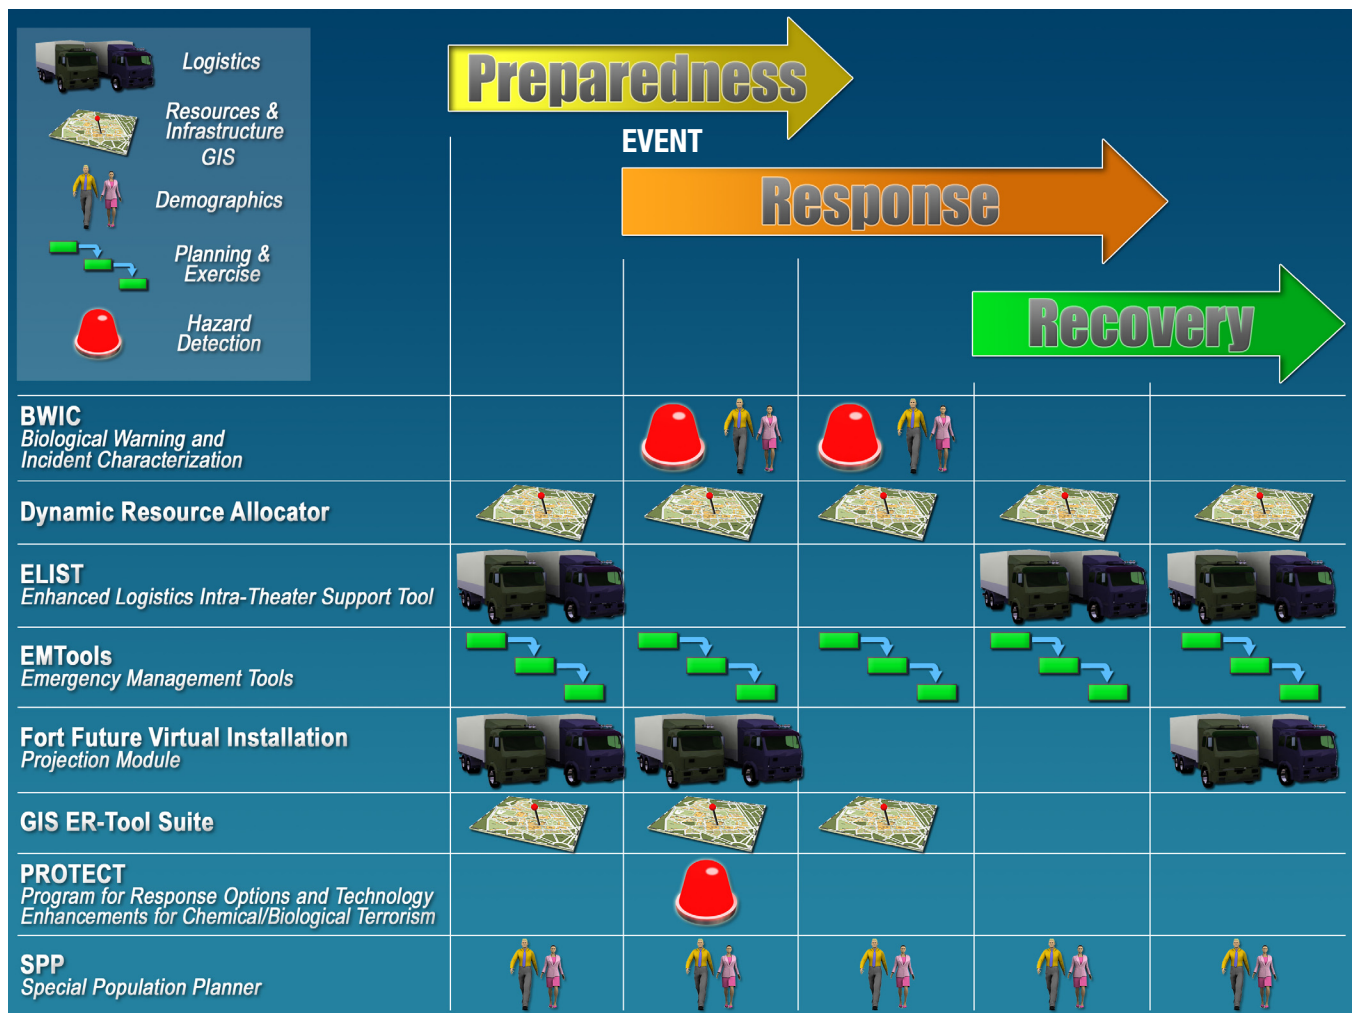 Logistics
Resources &
Infrastructure
GIS
Demographics
Planning &
Exercise
Hazard
Detection
Preparedness
EVENT
Response
Recovery
BWIC
Biological Warning and
Incident Characterization
Dynamic Resource Allocator
ELIST
Enhanced Logistics Intra-Theater Support Tool
EMTools
Emergency Management Tools
Fort Future Virtual Installation
Projection Module
GIS ER-Tool Suite
PROTECT
Program for Response Options and Technology
Enhancements for Chemical/Biological Terrorism
SPP
Special Population Planner